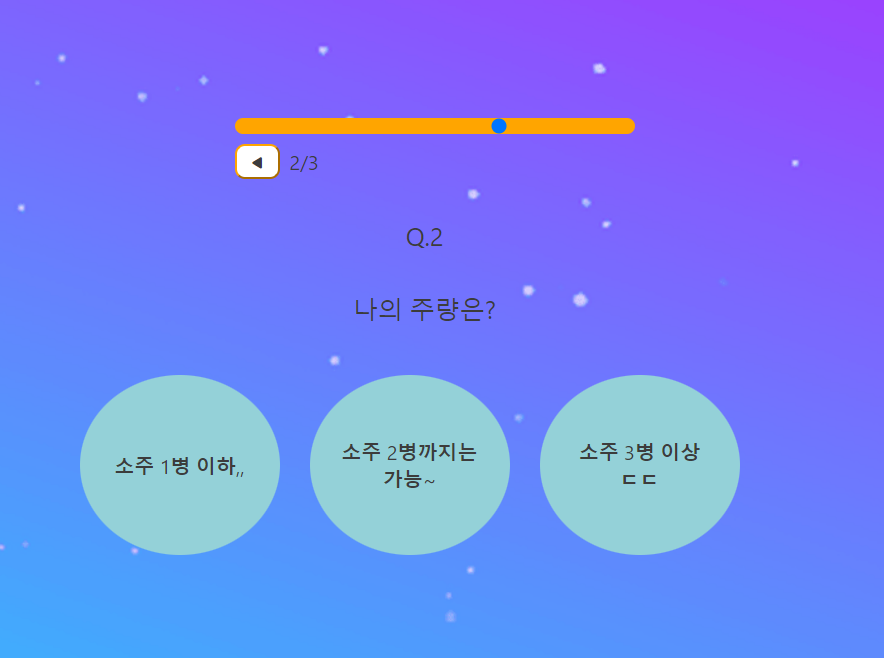 ◀ 2/3
Q.2
나의 주량은?
소주 1병 이하,,
소주 2병까지는
가능~
소주 3병 이상
ㄷㄷ